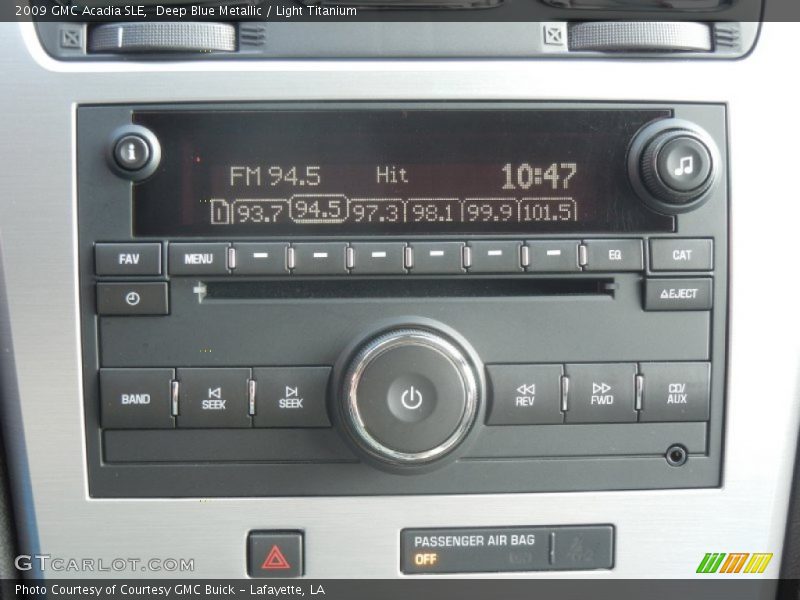 2009 GMC Acadia SLE, Deep Blue Metallic / Light Titanium
i
FM 94.5 Hit 10:47
1 93.7 94.5 97.3 98.1 99.9 101.5
FAV MENU EQ CAT
EJECT
BAND SEEK SEEK REV FWD CD/
AUX
PASSENGER AIR BAG
OFF
GTCARLOT.COM
Photo Courtesy of Courtesy GMC Buick - Lafayette, LA